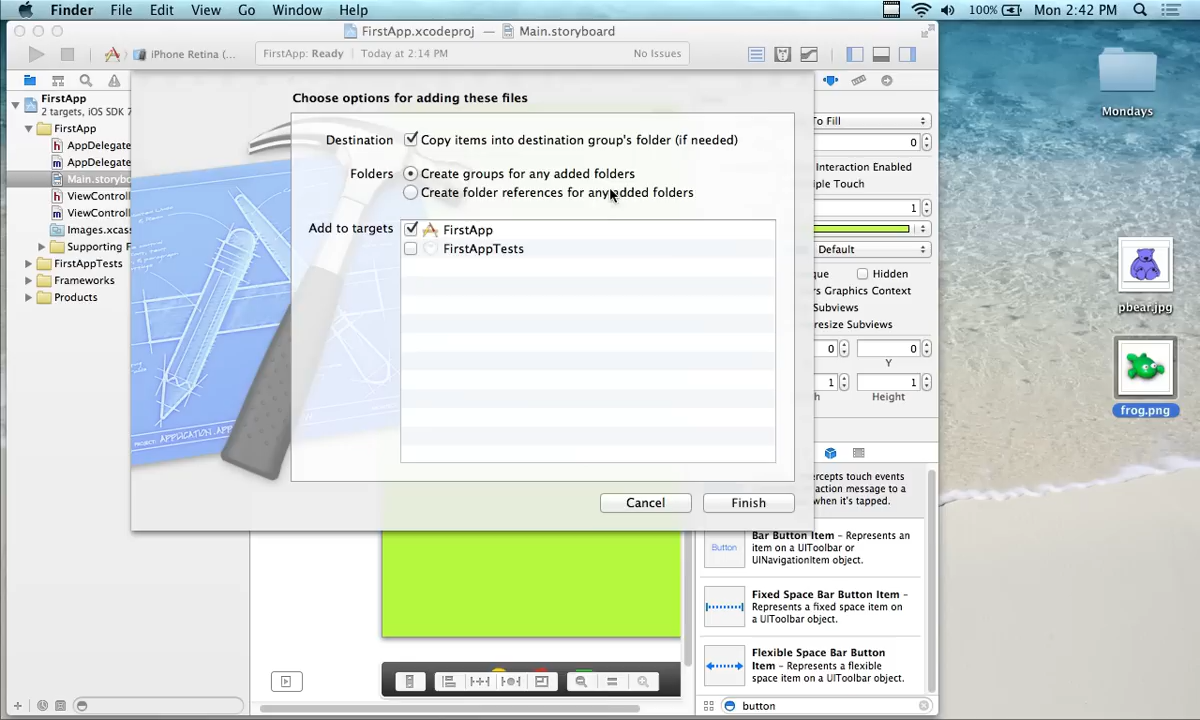 Finder File Edit View Go Window Help
100% Mon 2:42 PM
FirstApp.xcodeproj — Main.storyboard
iPhone Retina (...
FirstApp: Ready Today at 2:14 PM
No Issues
FirstApp
2 targets, iOS SDK 7
FirstApp
AppDelegate
AppDelegate
Main.storybo
ViewControll
ViewControll
Images.xcass
Supporting F
FirstAppTests
Frameworks
Products
Choose options for adding these files
Destination Copy items into destination group's folder (if needed)
Folders Create groups for any added folders
Create folder references for any added folders
Add to targets FirstApp
FirstAppTests
Cancel Finish
To Fill
0
Interaction Enabled
iple Touch
1
Default
que Hidden
rs Graphics Context
Subviews
resize Subviews
0 0
Y
1 1
th Height
ercepts touch events
action message to a
when it's tapped.
Button
Bar Button Item – Represents an
item on a UIToolbar or
UINavigationItem object.
Fixed Space Bar Button Item –
Represents a fixed space item on
a UIToolbar object.
Flexible Space Bar Button
Item – Represents a flexible
space item on a UIToolbar object.
button
Mondays
pbear.jpg
frog.png